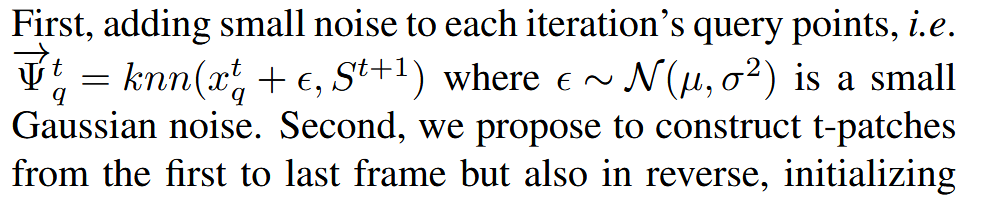 First, adding small noise to each iteration's query points, i.e.
$\overrightarrow{\Psi}_q^t = knn(x_q^t + \epsilon, S^{t+1})$ where $\epsilon \sim \mathcal{N}(\mu, \sigma^2)$ is a small
Gaussian noise. Second, we propose to construct t-patches
from the first to last frame but also in reverse, initializing